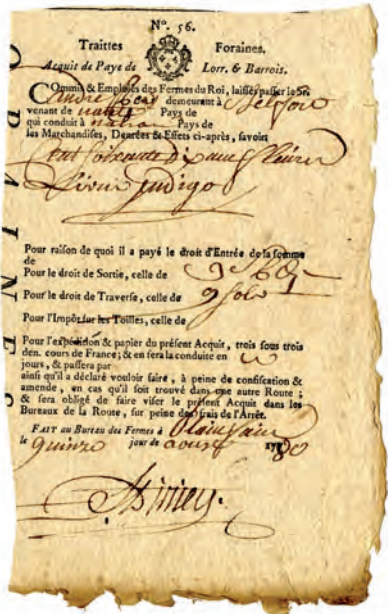 N°. 56.
Traittes Foraines.
Acquit de Paye de Lorr. & Barrois.
Commis & Employés des Fermes du Roi, laissez passer le Sr.
André demeurant à Belfort
venant de nantes Pays de
qui conduit à Pays de
les Marchandises, Denrées & Effets ci-après, savoir
Cent soixante dix neuf Livres
indigo
Pour raison de quoi il a payé le droit d'Entrée de la somme
de
Pour le droit de Sortie, celle de
Pour le droit de Traverse, celle de 9 sols
Pour l'Impôt sur les Toilles, celle de
Pour l'expédition & papier du présent Acquit, trois sous trois
den. cours de France; & en fera la conduite en
jours, & passera par
ainsi qu'il a déclaré vouloir faire, à peine de confiscation &
amende, en cas qu'il soit trouvé dans une autre Route;
& sera obligé de faire viser le présent Acquit dans les
Bureaux de la Route, sur peine des frais de l'Arrêt.
FAIT au Bureau des Fermes à
le quinze jour de aoust 1780